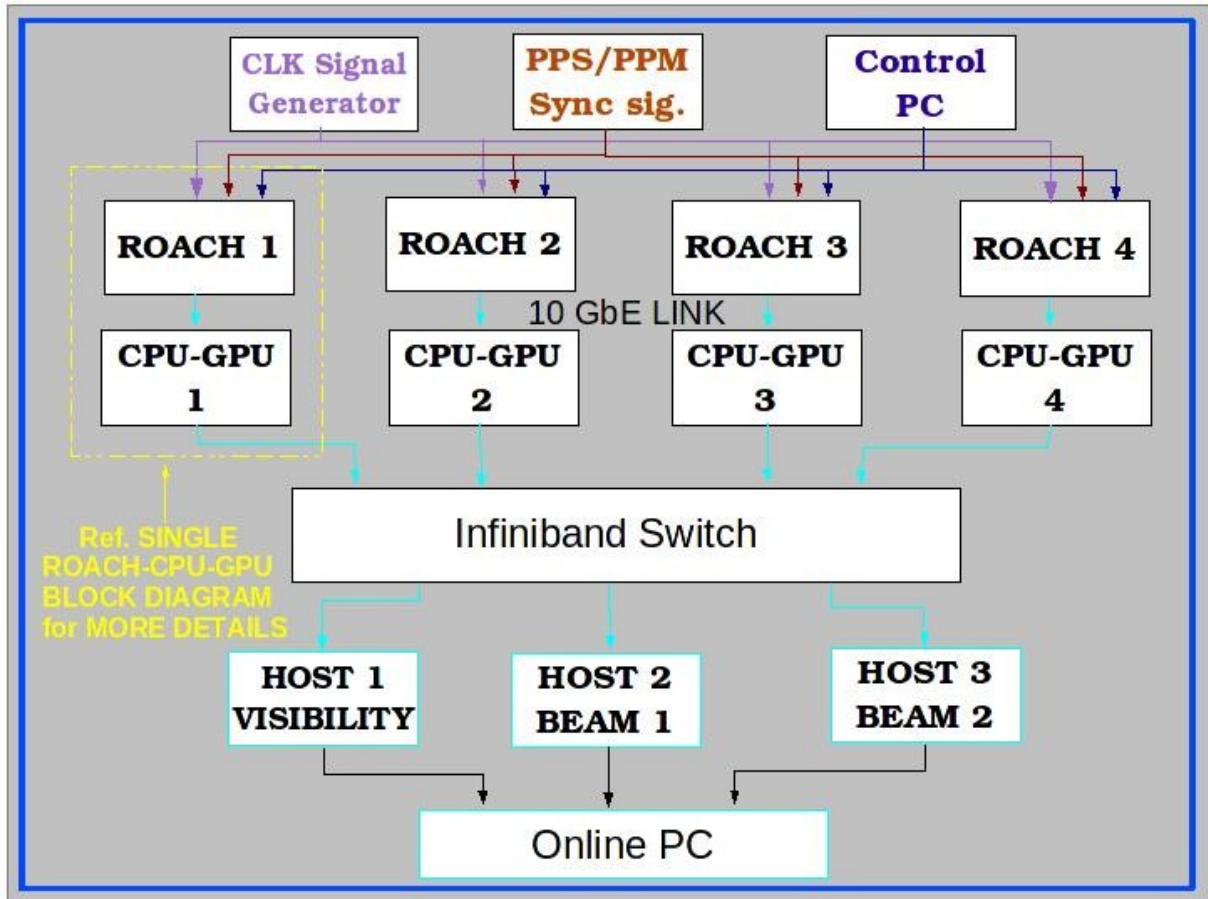 CLK Signal
Generator
PPS/PPM
Sync sig.
Control
PC
ROACH 1
ROACH 2
ROACH 3
ROACH 4
10 GbE LINK
CPU-GPU
1
CPU-GPU
2
CPU-GPU
3
CPU-GPU
4
Infiniband Switch
Ref. SINGLE
ROACH-CPU-GPU
BLOCK DIAGRAM
for MORE DETAILS
HOST 1
VISIBILITY
HOST 2
BEAM 1
HOST 3
BEAM 2
Online PC